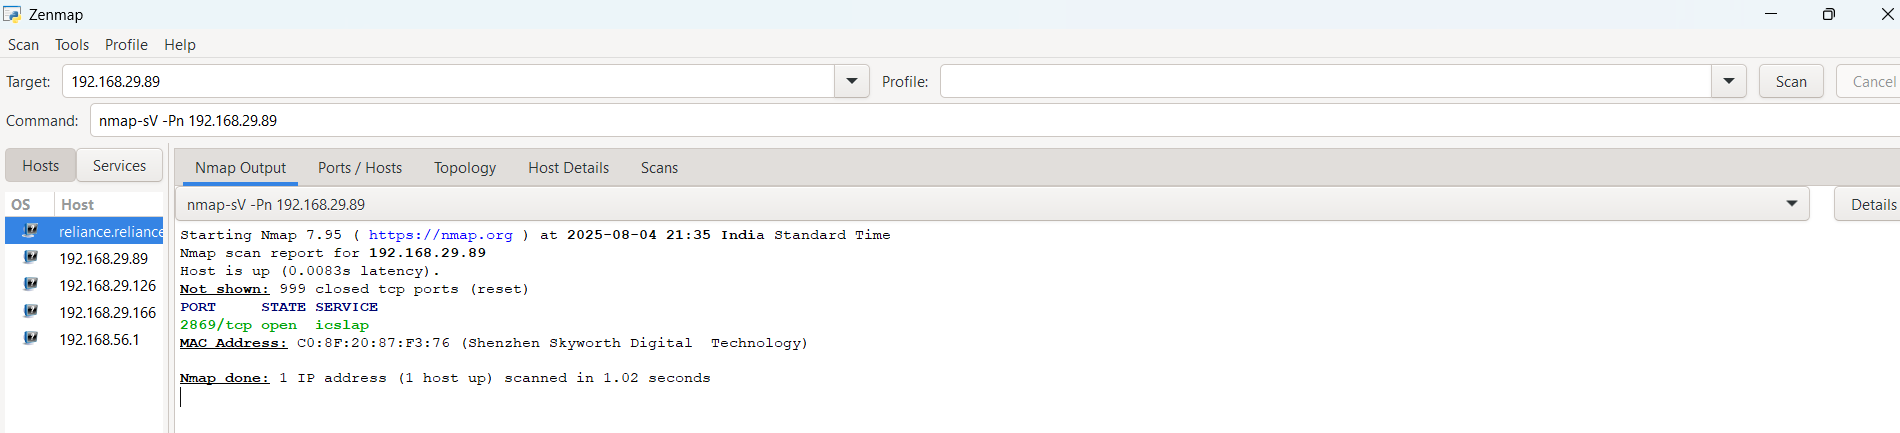 Zenmap
Scan Tools Profile Help
Target: 192.168.29.89 Profile: Scan Cancel
Command: nmap-sV -Pn 192.168.29.89
Hosts Services
Nmap Output Ports / Hosts Topology Host Details Scans
OS Host
nmap-sV -Pn 192.168.29.89 Details
reliance.reliance
192.168.29.89
192.168.29.126
192.168.29.166
192.168.56.1
Starting Nmap 7.95 ( https://nmap.org ) at 2025-08-04 21:35 India Standard Time
Nmap scan report for 192.168.29.89
Host is up (0.0083s latency).
Not shown: 999 closed tcp ports (reset)
PORT STATE SERVICE
2869/tcp open icslap
MAC Address: C0:8F:20:87:F3:76 (Shenzhen Skyworth Digital Technology)
Nmap done: 1 IP address (1 host up) scanned in 1.02 seconds